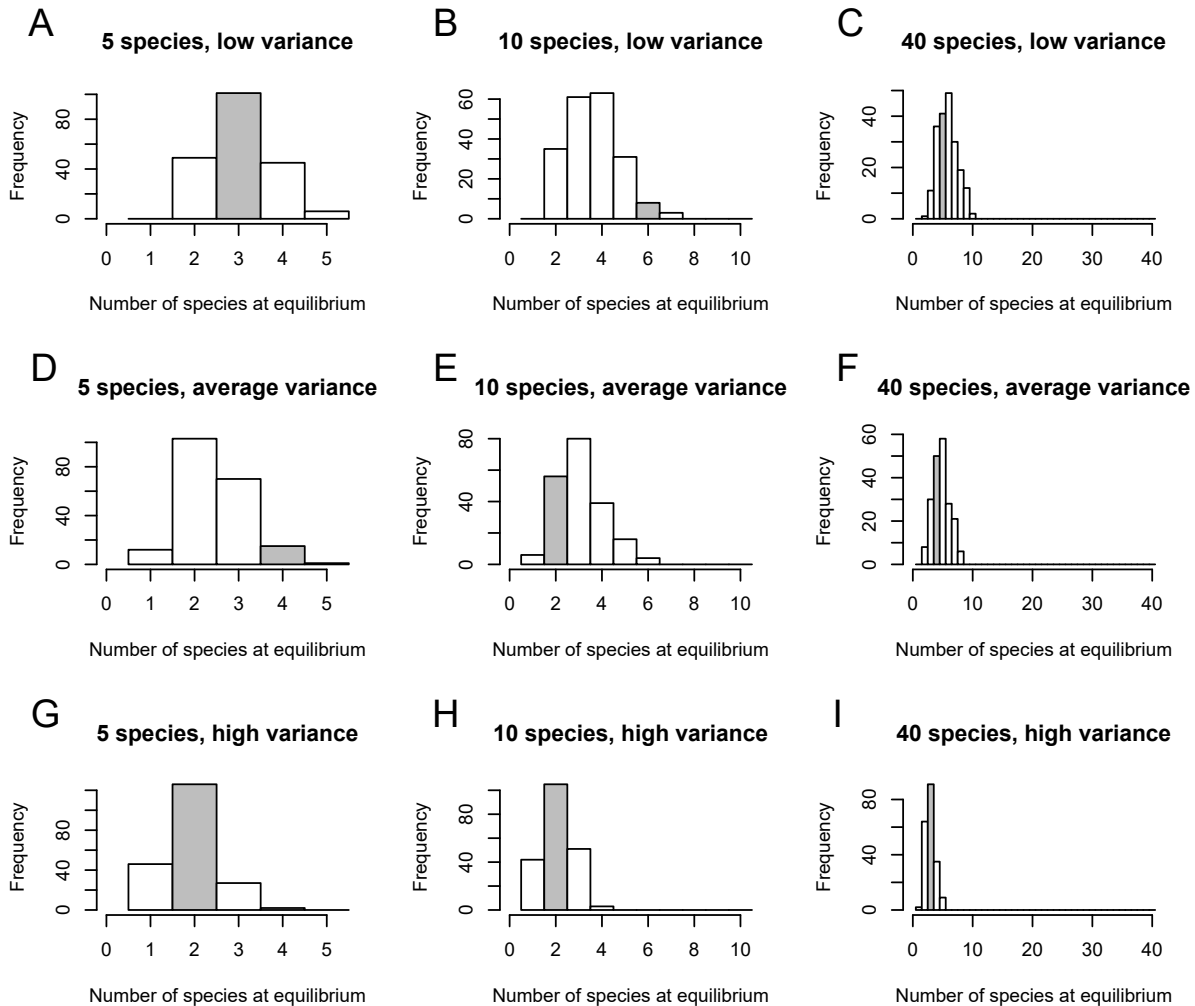 A
5 species, low variance
Frequency
0 40 80
0 1 2 3 4 5
Number of species at equilibrium
B
10 species, low variance
Frequency
0 20 40 60
0 2 4 6 8 10
Number of species at equilibrium
C
40 species, low variance
Frequency
0 20 40
0 10 20 30 40
Number of species at equilibrium
D
5 species, average variance
Frequency
0 40 80
0 1 2 3 4 5
Number of species at equilibrium
E
10 species, average variance
Frequency
0 40 80
0 2 4 6 8 10
Number of species at equilibrium
F
40 species, average variance
Frequency
0 20 40 60
0 10 20 30 40
Number of species at equilibrium
G
5 species, high variance
Frequency
0 40 80
0 1 2 3 4 5
Number of species at equilibrium
H
10 species, high variance
Frequency
0 40 80
0 2 4 6 8 10
Number of species at equilibrium
I
40 species, high variance
Frequency
0 40 80
0 10 20 30 40
Number of species at equilibrium